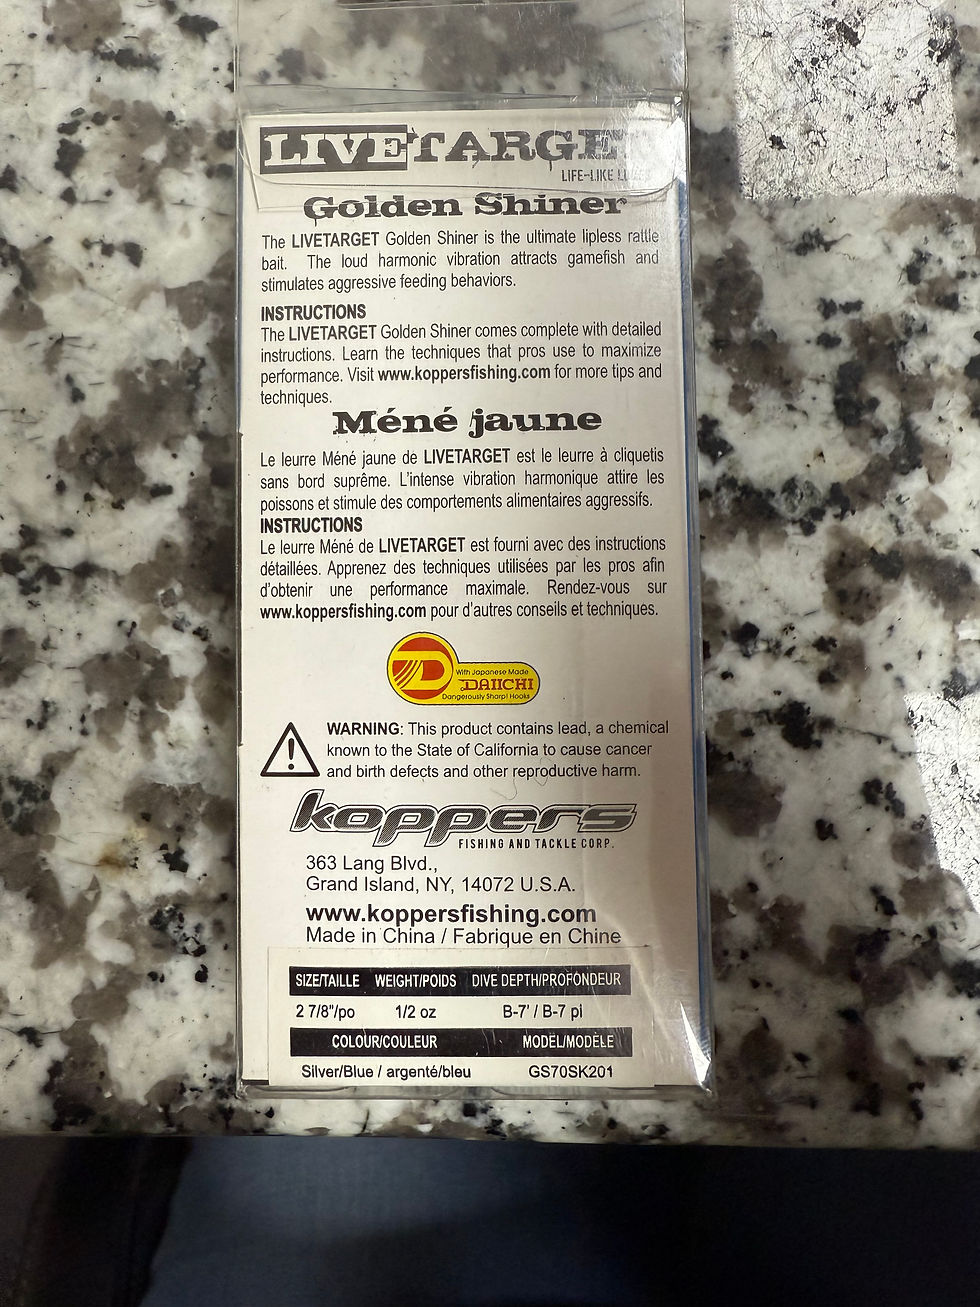 LIVETARGET
LIFE-LIKE
Golden Shiner
The LIVETARGET Golden Shiner is the ultimate lipless rattle
bait. The loud harmonic vibration attracts gamefish and
stimulates aggressive feeding behaviors.
INSTRUCTIONS
The LIVETARGET Golden Shiner comes complete with detailed
instructions. Learn the techniques that pros use to maximize
performance. Visit www.koppersfishing.com for more tips and
techniques.
Méné jaune
Le leurre Méné jaune de LIVETARGET est le leurre à cliquetis
sans bord suprême. L'intense vibration harmonique attire les
poissons et stimule des comportements alimentaires aggressifs.
INSTRUCTIONS
Le leurre Méné de LIVETARGET est fourni avec des instructions
détaillées. Apprenez des techniques utilisées par les pros afin
d'obtenir une performance maximale. Rendez-vous sur
www.koppersfishing.com pour d'autres conseils et techniques.
With Japanese Made
DAIICHI
Dangerously Sharp! Hooks
WARNING: This product contains lead, a chemical
known to the State of California to cause cancer
and birth defects and other reproductive harm.
koppers
FISHING AND TACKLE CORP.
363 Lang Blvd.,
Grand Island, NY, 14072 U.S.A.
www.koppersfishing.com
Made in China / Fabrique en Chine
SIZE/TAILLE WEIGHT/POIDS DIVE DEPTH/PROFONDEUR
2 7/8"/po 1/2 oz B-7' / B-7 pi
COLOUR/COULEUR MODEL/MODÈLE
Silver/Blue / argenté/bleu GS70SK201